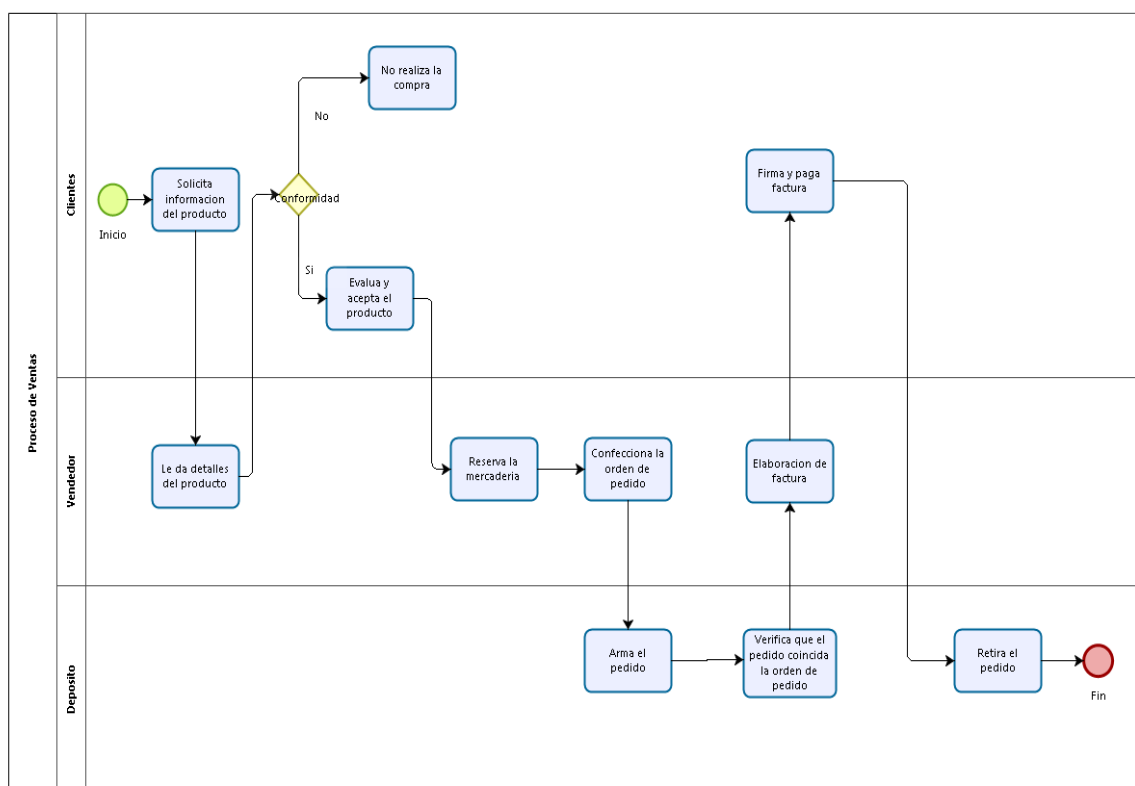 Proceso de Ventas
Clientes
Inicio
Solicita
informacion
del producto
Conformidad
No
No realiza la
compra
Si
Evalua y
acepta el
producto
Firma y paga
factura
Vendedor
Le da detalles
del producto
Reserva la
mercaderia
Confecciona la
orden de
pedido
Elaboracion de
factura
Deposito
Arma el
pedido
Verifica que el
pedido coincida
la orden de
pedido
Retira el
pedido
Fin